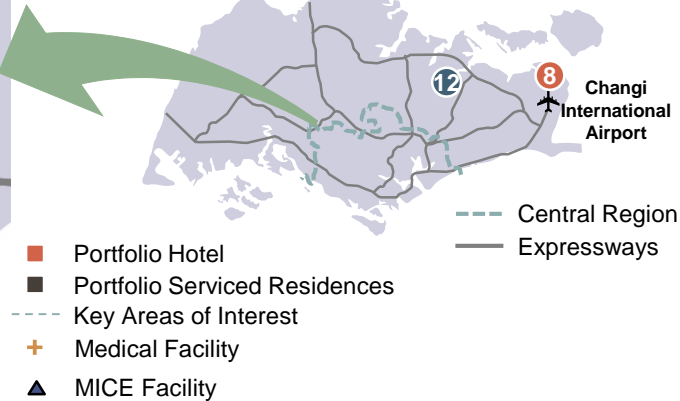 12
8
Changi
International
Airport
Central Region
Expressways
Portfolio Hotel
Portfolio Serviced Residences
Key Areas of Interest
Medical Facility
MICE Facility